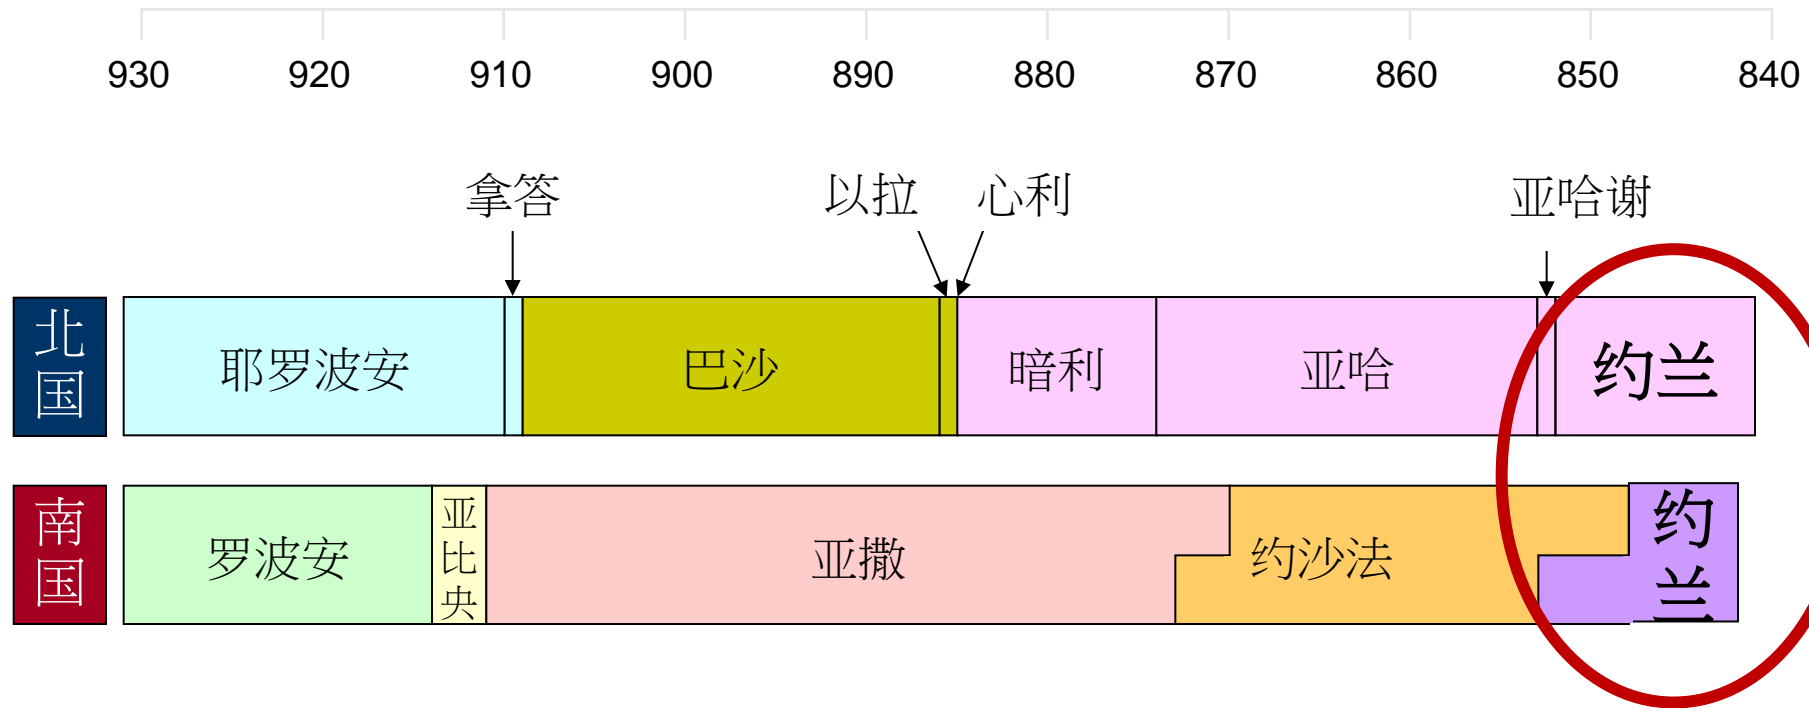 930 920 910 900 890 880 870 860 850 840
拿答 以拉 心利 亚哈谢
北国
耶罗波安 巴沙 暗利 亚哈 约兰
南国
罗波安 亚比央 亚撒 约沙法 约兰